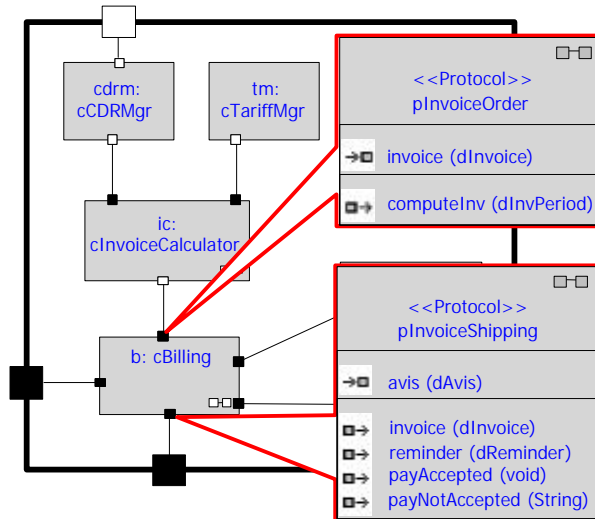 cdrm:
cCDRMgr
tm:
cTariffMgr
ic:
cInvoiceCalculator
b: cBilling
<<Protocol>>
pInvoiceOrder
invoice (dInvoice)
computeInv (dInvPeriod)
<<Protocol>>
pInvoiceShipping
avis (dAvis)
invoice (dInvoice)
reminder (dReminder)
payAccepted (void)
payNotAccepted (String)